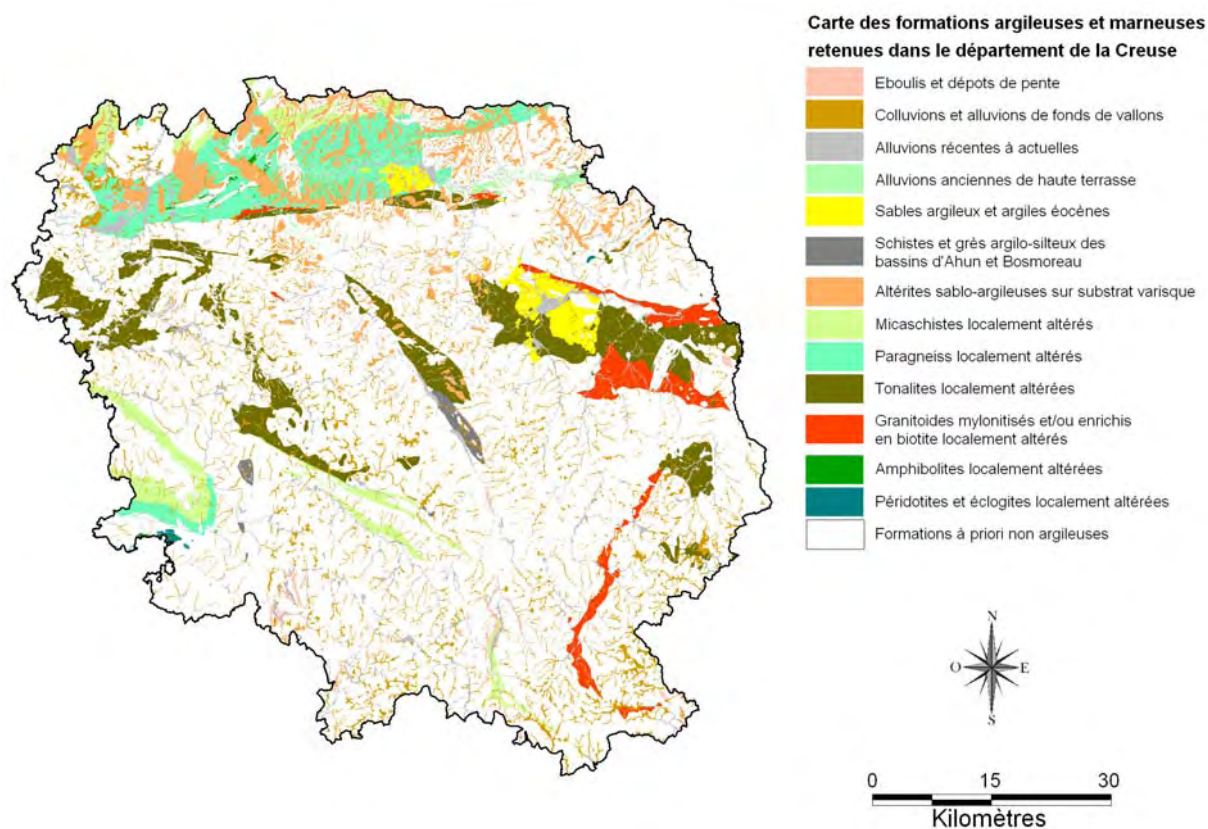 Carte des formations argileuses et marneuses
retenues dans le département de la Creuse
Eboulis et dépots de pente
Colluvions et alluvions de fonds de vallons
Alluvions récentes à actuelles
Alluvions anciennes de haute terrasse
Sables argileux et argiles éocènes
Schistes et grès argilo-silteux des
bassins d'Ahun et Bosmoreau
Altérites sablo-argileuses sur substrat varisque
Micaschistes localement altérés
Paragneiss localement altérés
Tonalites localement altérées
Granitoides mylonitisés et/ou enrichis
en biotite localement altérés
Amphibolites localement altérées
Péridotites et éclogites localement altérées
Formations à priori non argileuses
N
O E
S
0 15 30
Kilomètres